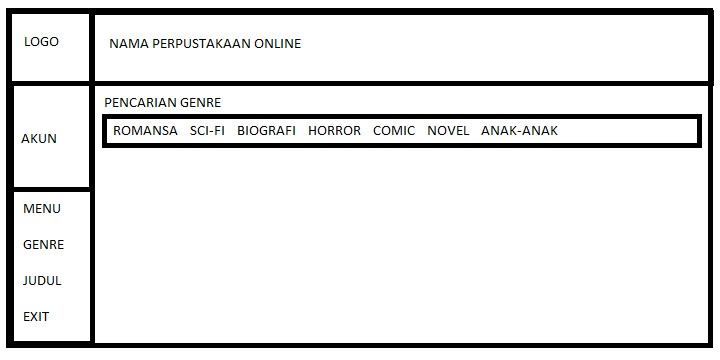 LOGO
NAMA PERPUSTAKAAN ONLINE
AKUN
MENU
GENRE
JUDUL
EXIT
PENCARIAN GENRE
ROMANSA SCI-FI BIOGRAFI HORROR COMIC NOVEL ANAK-ANAK